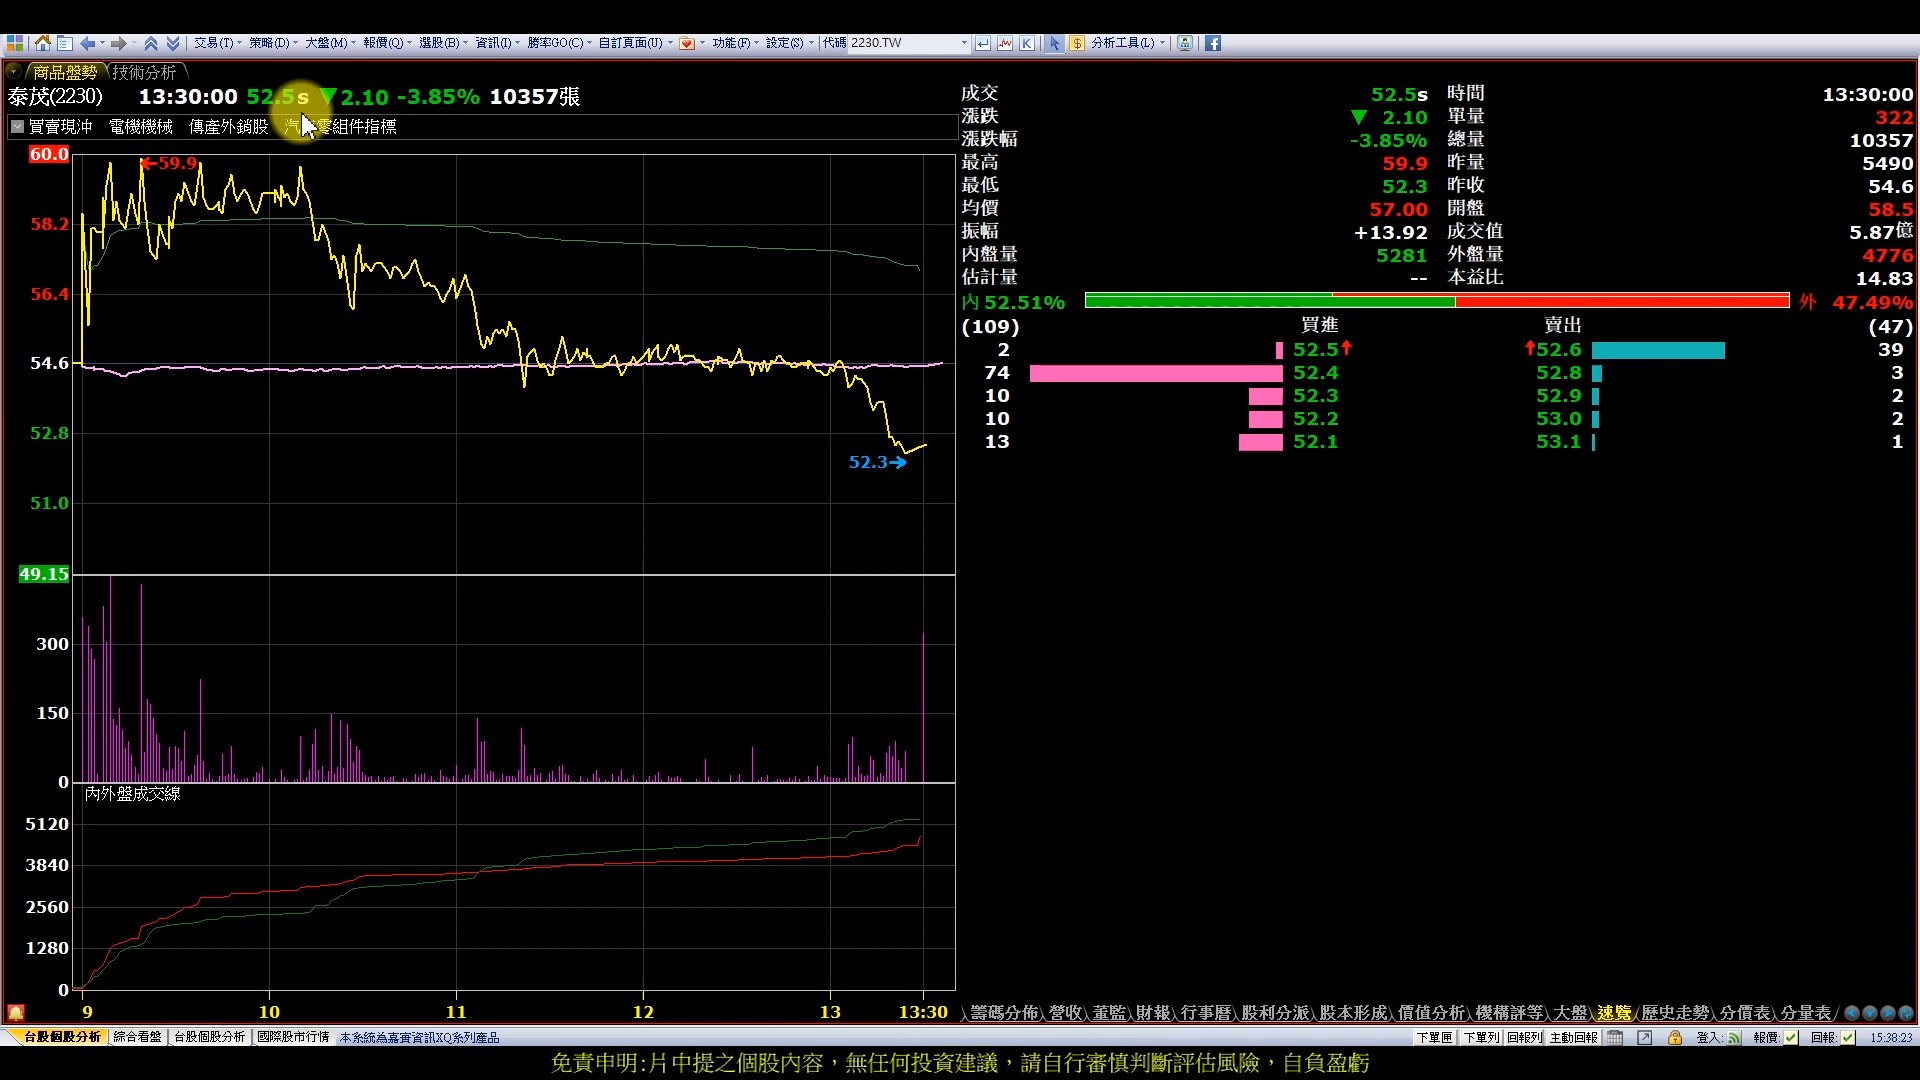 交易(T) 策略(D) 大盤(M) 報價(Q) 選股(B) 資訊(I) 勝率GO(C) 自訂頁面(U) 功能(F) 設定(S) 代碼 2230.TW K $ 分析工具(L)
商品盤勢 技術分析
泰茂(2230) 13:30:00 52.5s ▼2.10 -3.85% 10357張
買賣現沖 電機機械 傳產外銷股 汽車零組件指標
60.0
←59.9
58.2
56.4
54.6
52.8
52.3→
51.0
49.15
300
150
0
內外盤成交線
5120
3840
2560
1280
0
9 10 11 12 13 13:30
成交 52.5s 時間 13:30:00
漲跌 ▼ 2.10 單量 322
漲跌幅 -3.85% 總量 10357
最高 59.9 昨量 5490
最低 52.3 昨收 54.6
均價 57.00 開盤 58.5
振幅 +13.92 成交值 5.87億
內盤量 5281 外盤量 4776
估計量 -- 本益比 14.83
內 52.51% 外 47.49%
(109) 買進 賣出 (47)
2 52.5↑ ↑52.6 39
74 52.4 52.8 3
10 52.3 52.9 2
10 52.2 53.0 2
13 52.1 53.1 1
籌碼分佈 營收 董監 財報 行事曆 股利分派 股本形成 價值分析 機構評等 大盤 速覽 歷史走勢 分價表 分量表
台股個股分析 綜合看盤 台股個股分析 國際股市行情 本系統為嘉實資訊XQ系列產品 下單匣 下單列 回報列 主動回報 登入: 報價: 回報: 15:38:23
免責申明:片中提之個股內容，無任何投資建議，請自行審慎判斷評估風險，自負盈虧